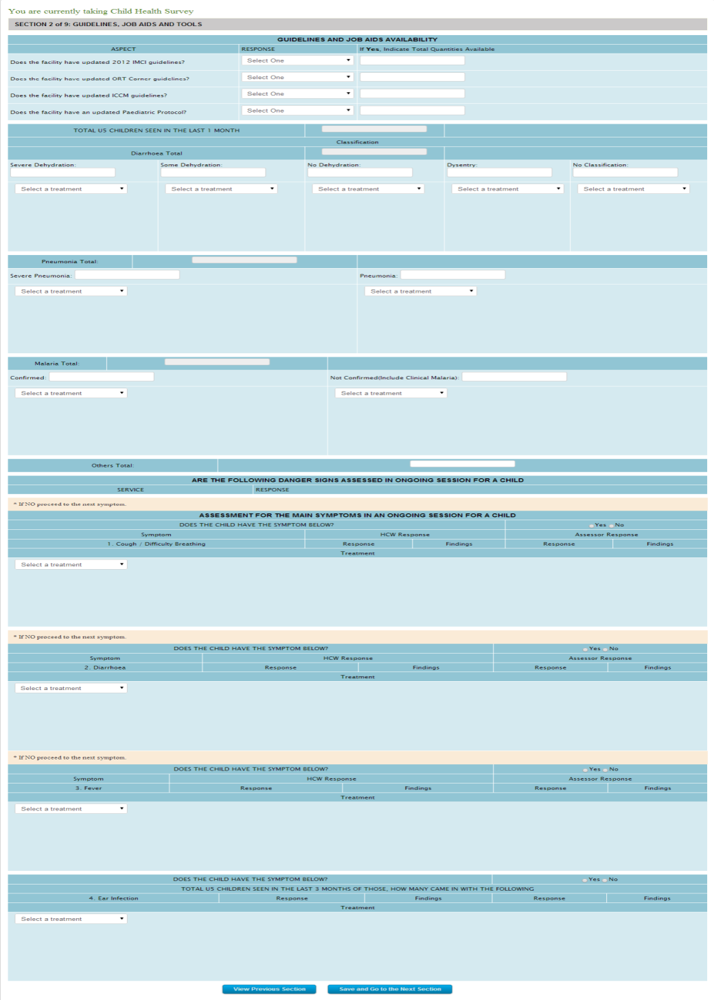 You are currently taking Child Health Survey
SECTION 2 of 9: GUIDELINES, JOB AIDS AND TOOLS
GUIDELINES AND JOB AIDS AVAILABILITY
ASPECT RESPONSE If Yes, Indicate Total Quantities Available
Does the facility have updated 2012 IMCI guidelines? Select One
Does the facility have updated ORT Corner guidelines? Select One
Does the facility have updated ICCM guidelines? Select One
Does the facility have an updated Paediatric Protocol? Select One
TOTAL U5 CHILDREN SEEN IN THE LAST 1 MONTH
Classification
Diarrhoea Total
Severe Dehydration: Some Dehydration: No Dehydration: Dysentry: No Classification:
Select a treatment Select a treatment Select a treatment Select a treatment Select a treatment
Pneumonia Total:
Severe Pneumonia: Pneumonia:
Select a treatment Select a treatment
Malaria Total:
Confirmed: Not Confirmed(Include Clinical Malaria):
Select a treatment Select a treatment
Others Total:
ARE THE FOLLOWING DANGER SIGNS ASSESSED IN ONGOING SESSION FOR A CHILD
SERVICE RESPONSE
* If NO proceed to the next symptom.
ASSESSMENT FOR THE MAIN SYMPTOMS IN AN ONGOING SESSION FOR A CHILD
DOES THE CHILD HAVE THE SYMPTOM BELOW? Yes No
Symptom HCW Response Assessor Response
1. Cough / Difficulty Breathing Response Findings Response Findings
Treatment
Select a treatment
* If NO proceed to the next symptom.
DOES THE CHILD HAVE THE SYMPTOM BELOW? Yes No
Symptom HCW Response Assessor Response
2. Diarrhoea Response Findings Response Findings
Treatment
Select a treatment
* If NO proceed to the next symptom.
DOES THE CHILD HAVE THE SYMPTOM BELOW? Yes No
Symptom HCW Response Assessor Response
3. Fever Response Findings Response Findings
Treatment
Select a treatment
DOES THE CHILD HAVE THE SYMPTOM BELOW? Yes No
TOTAL U5 CHILDREN SEEN IN THE LAST 3 MONTHS OF THOSE, HOW MANY CAME IN WITH THE FOLLOWING
4. Ear Infection Response Findings Response Findings
Treatment
Select a treatment
View Previous Section Save and Go to the Next Section